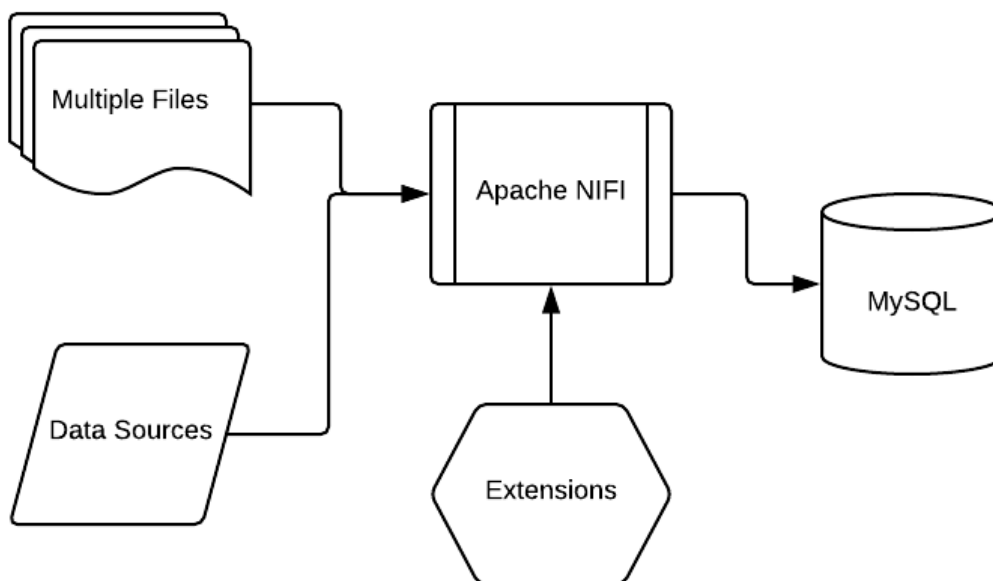 Multiple Files
Apache NIFI
MySQL
Data Sources
Extensions